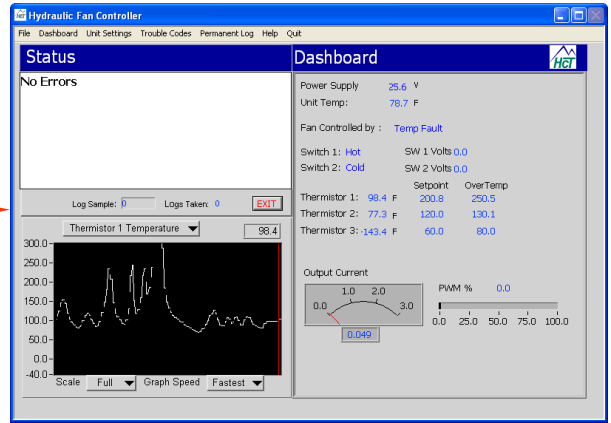 Hydraulic Fan Controller
File Dashboard Unit Settings Trouble Codes Permanent Log Help Quit
Status
No Errors
Log Sample: 0 Logs Taken: 0 EXIT
Thermistor 1 Temperature 98.4
300.0
250.0
200.0
150.0
100.0
50.0
0.0
-40.0
Scale Full Graph Speed Fastest
Dashboard HCT
Power Supply 25.6 V
Unit Temp: 78.7 F
Fan Controlled by : Temp Fault
Switch 1: Hot SW 1 Volts 0.0
Switch 2: Cold SW 2 Volts 0.0
Setpoint OverTemp
Thermistor 1: 98.4 F 200.8 250.5
Thermistor 2: 77.3 F 120.0 130.1
Thermistor 3: -143.4 F 60.0 80.0
Output Current
0.0 1.0 2.0 3.0
0.049
PWM % 0.0
0.0 25.0 50.0 75.0 100.0